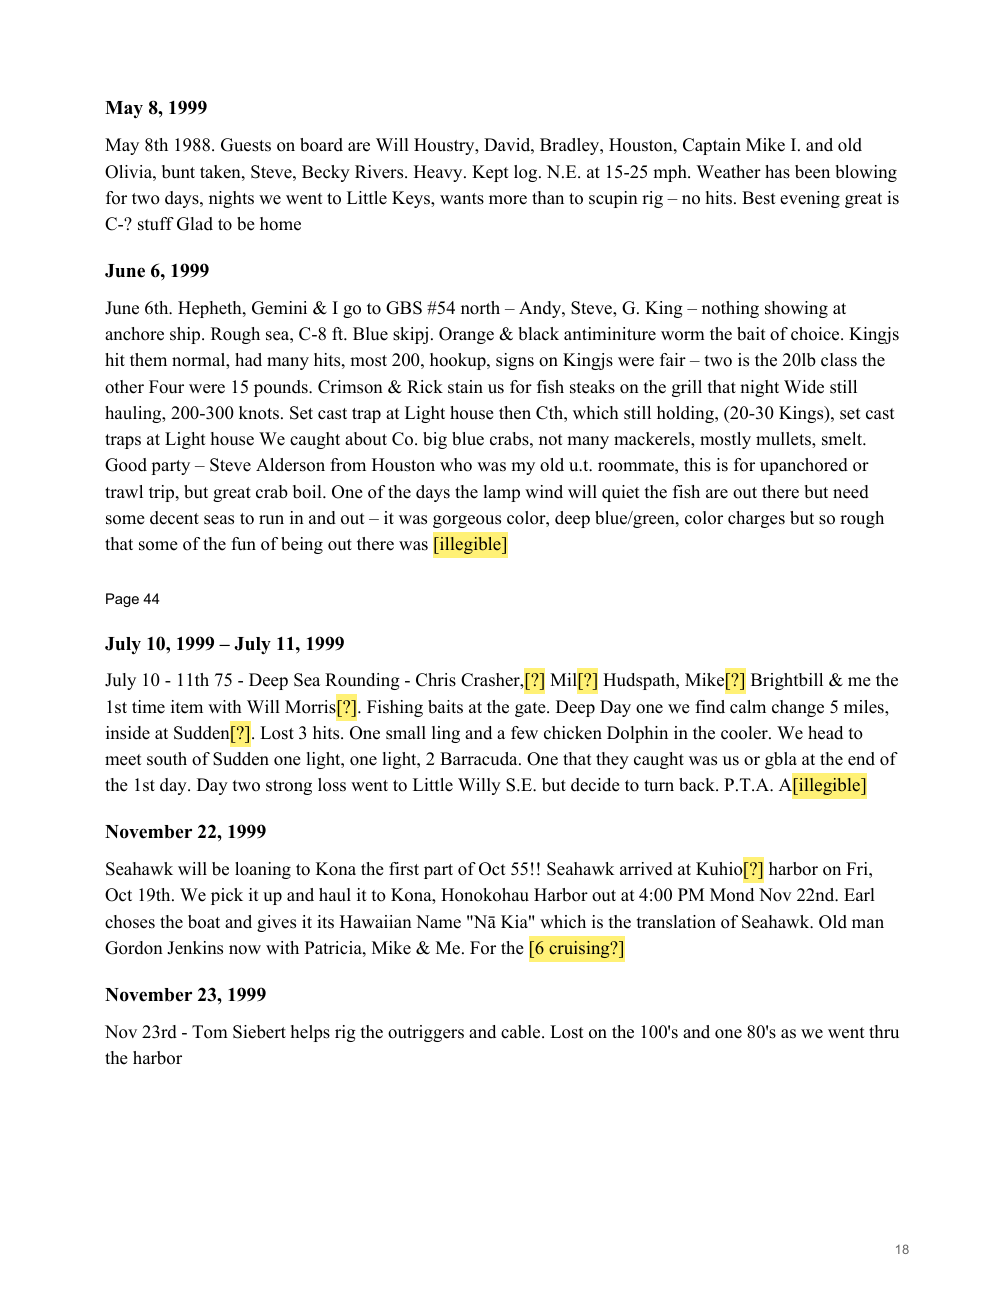 May 8, 1999
May 8th 1988. Guests on board are Will Houstry, David, Bradley, Houston, Captain Mike I. and old
Olivia, bunt taken, Steve, Becky Rivers. Heavy. Kept log. N.E. at 15-25 mph. Weather has been blowing
for two days, nights we went to Little Keys, wants more than to scupin rig – no hits. Best evening great is
C-? stuff Glad to be home
June 6, 1999
June 6th. Hepheth, Gemini & I go to GBS #54 north – Andy, Steve, G. King – nothing showing at
anchore ship. Rough sea, C-8 ft. Blue skipj. Orange & black antiminiture worm the bait of choice. Kingjs
hit them normal, had many hits, most 200, hookup, signs on Kingjs were fair – two is the 20lb class the
other Four were 15 pounds. Crimson & Rick stain us for fish steaks on the grill that night Wide still
hauling, 200-300 knots. Set cast trap at Light house then Cth, which still holding, (20-30 Kings), set cast
traps at Light house We caught about Co. big blue crabs, not many mackerels, mostly mullets, smelt.
Good party – Steve Alderson from Houston who was my old u.t. roommate, this is for upanchored or
trawl trip, but great crab boil. One of the days the lamp wind will quiet the fish are out there but need
some decent seas to run in and out – it was gorgeous color, deep blue/green, color charges but so rough
that some of the fun of being out there was [illegible]
Page 44
July 10, 1999 – July 11, 1999
July 10 - 11th 75 - Deep Sea Rounding - Chris Crasher,[?] Mil[?] Hudspath, Mike[?] Brightbill & me the
1st time item with Will Morris[?]. Fishing baits at the gate. Deep Day one we find calm change 5 miles,
inside at Sudden[?]. Lost 3 hits. One small ling and a few chicken Dolphin in the cooler. We head to
meet south of Sudden one light, one light, 2 Barracuda. One that they caught was us or gbla at the end of
the 1st day. Day two strong loss went to Little Willy S.E. but decide to turn back. P.T.A. A[illegible]
November 22, 1999
Seahawk will be loaning to Kona the first part of Oct 55!! Seahawk arrived at Kuhio[?] harbor on Fri,
Oct 19th. We pick it up and haul it to Kona, Honokohau Harbor out at 4:00 PM Mond Nov 22nd. Earl
choses the boat and gives it its Hawaiian Name "Nā Kia" which is the translation of Seahawk. Old man
Gordon Jenkins now with Patricia, Mike & Me. For the [6 cruising?]
November 23, 1999
Nov 23rd - Tom Siebert helps rig the outriggers and cable. Lost on the 100's and one 80's as we went thru
the harbor
18